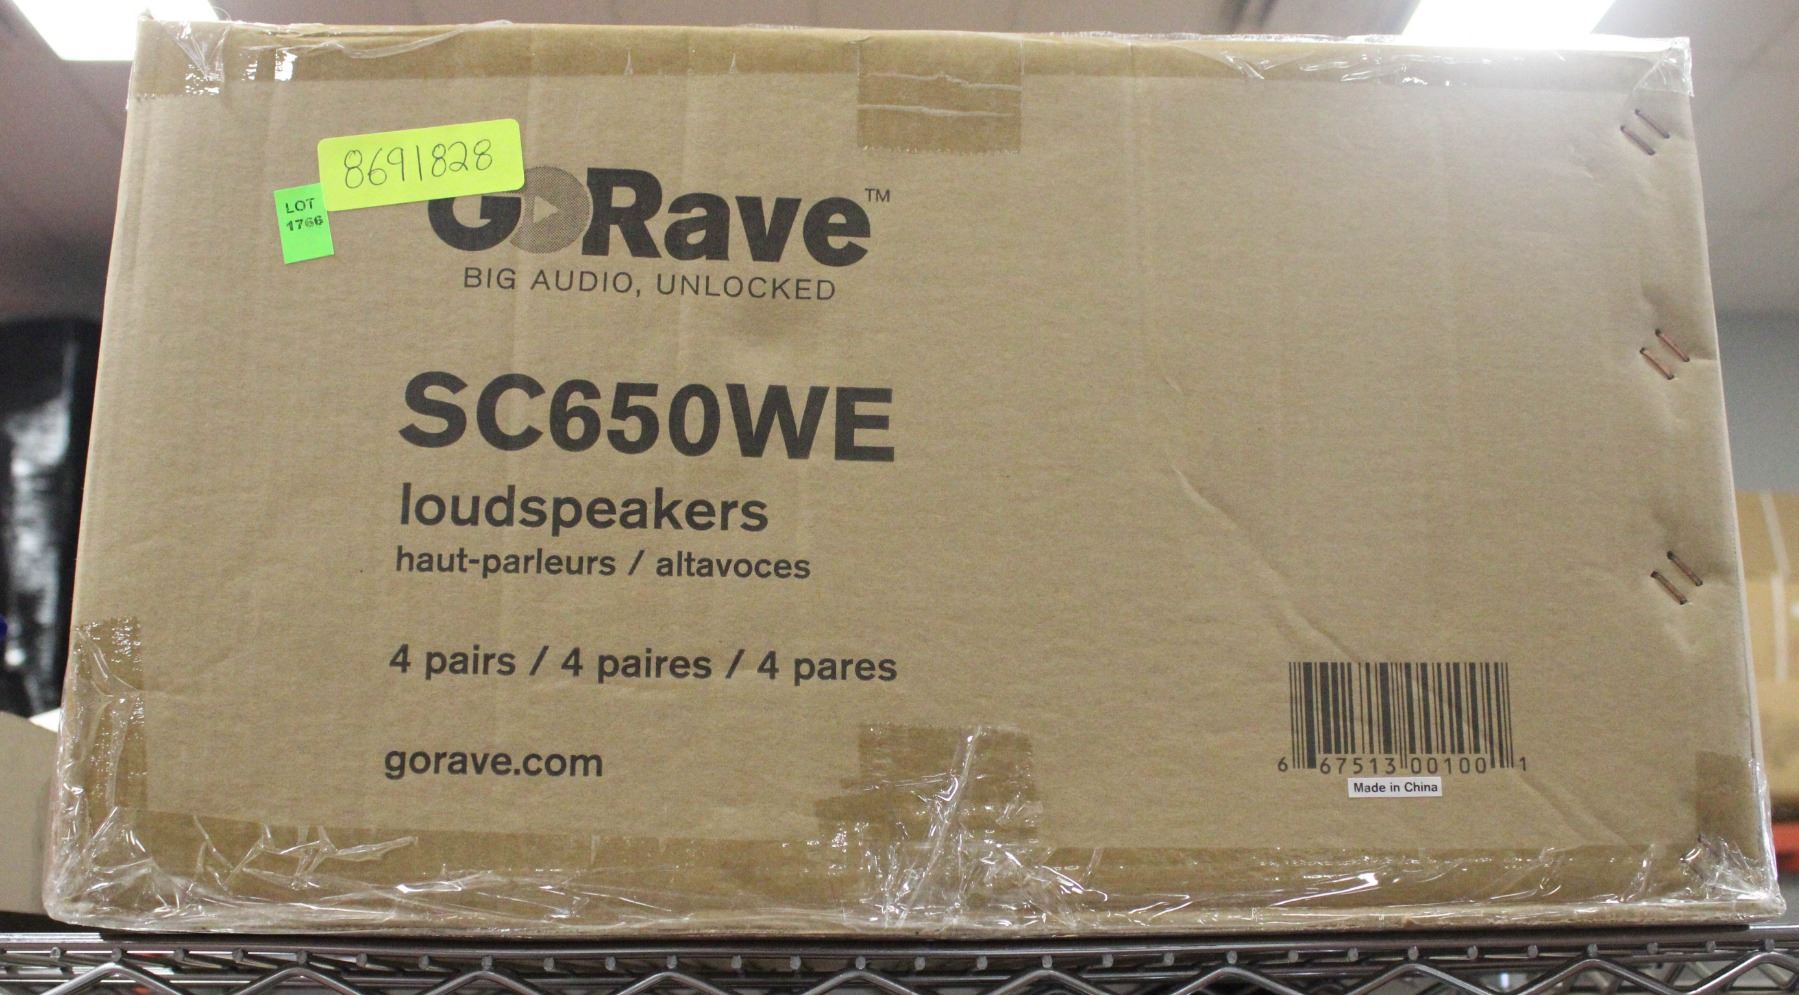 8691828
LOT
1766
GoRave™
BIG AUDIO, UNLOCKED
SC650WE
loudspeakers
haut-parleurs / altavoces
4 pairs / 4 paires / 4 pares
gorave.com
6 67513 00100 1
Made in China